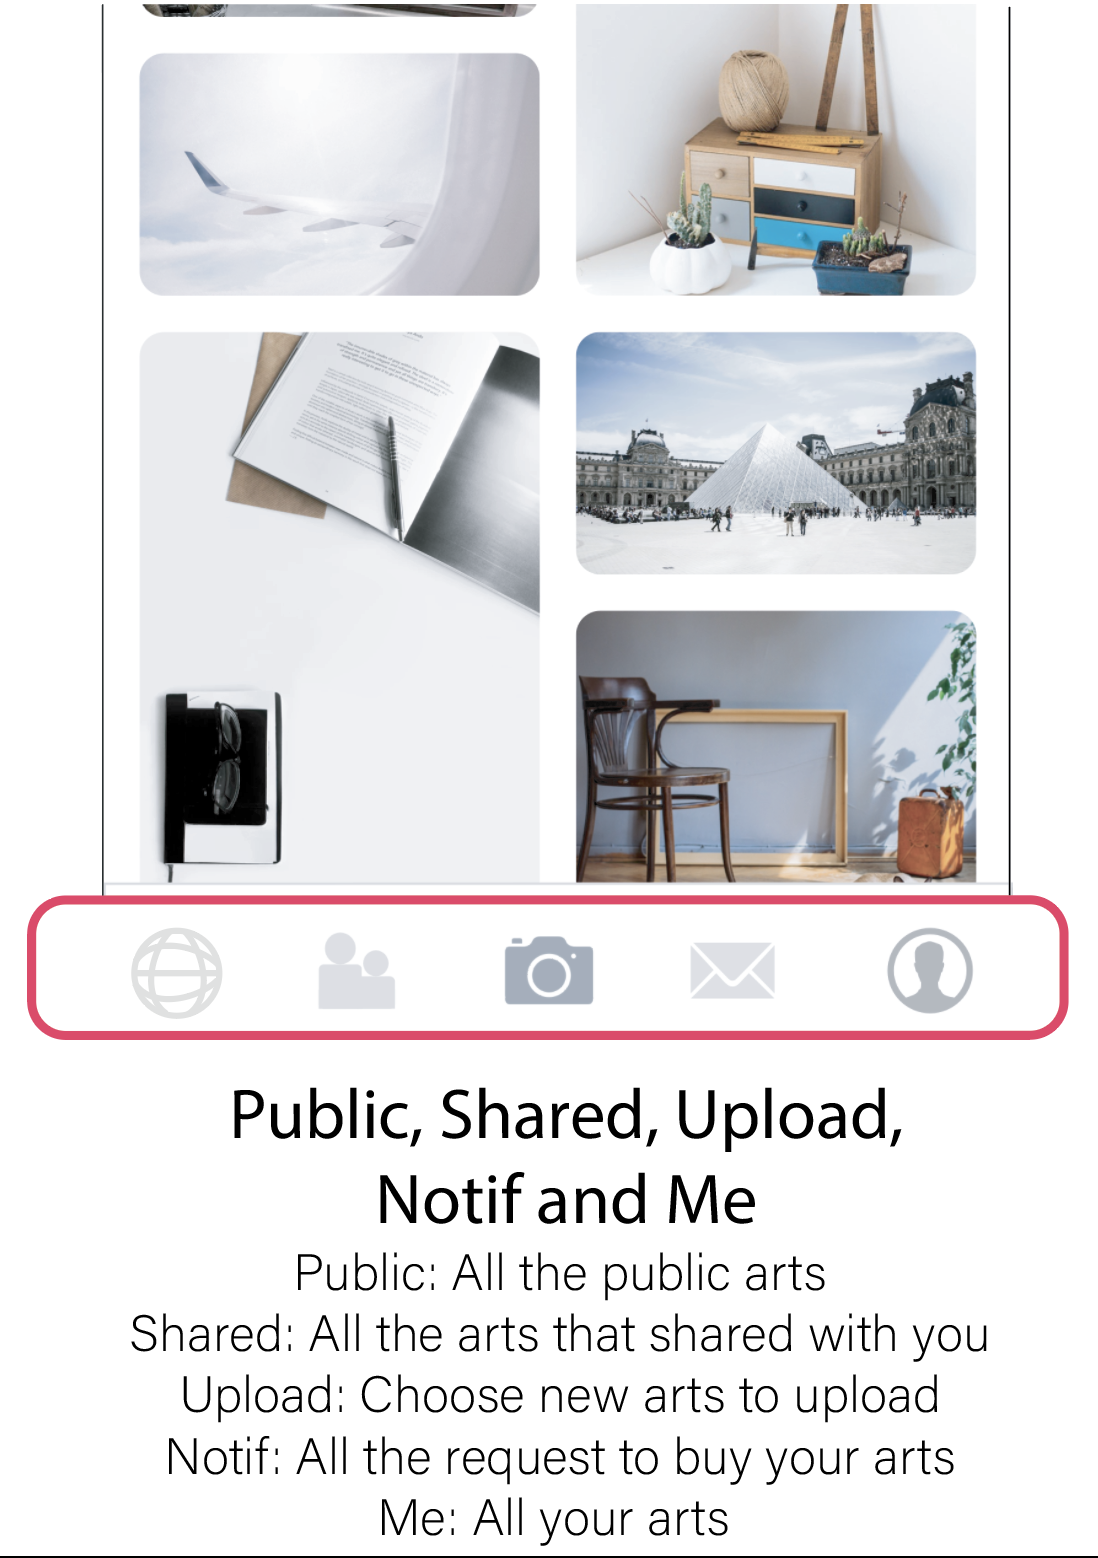 Public, Shared, Upload,
Notif and Me
Public: All the public arts
Shared: All the arts that shared with you
Upload: Choose new arts to upload
Notif: All the request to buy your arts
Me: All your arts